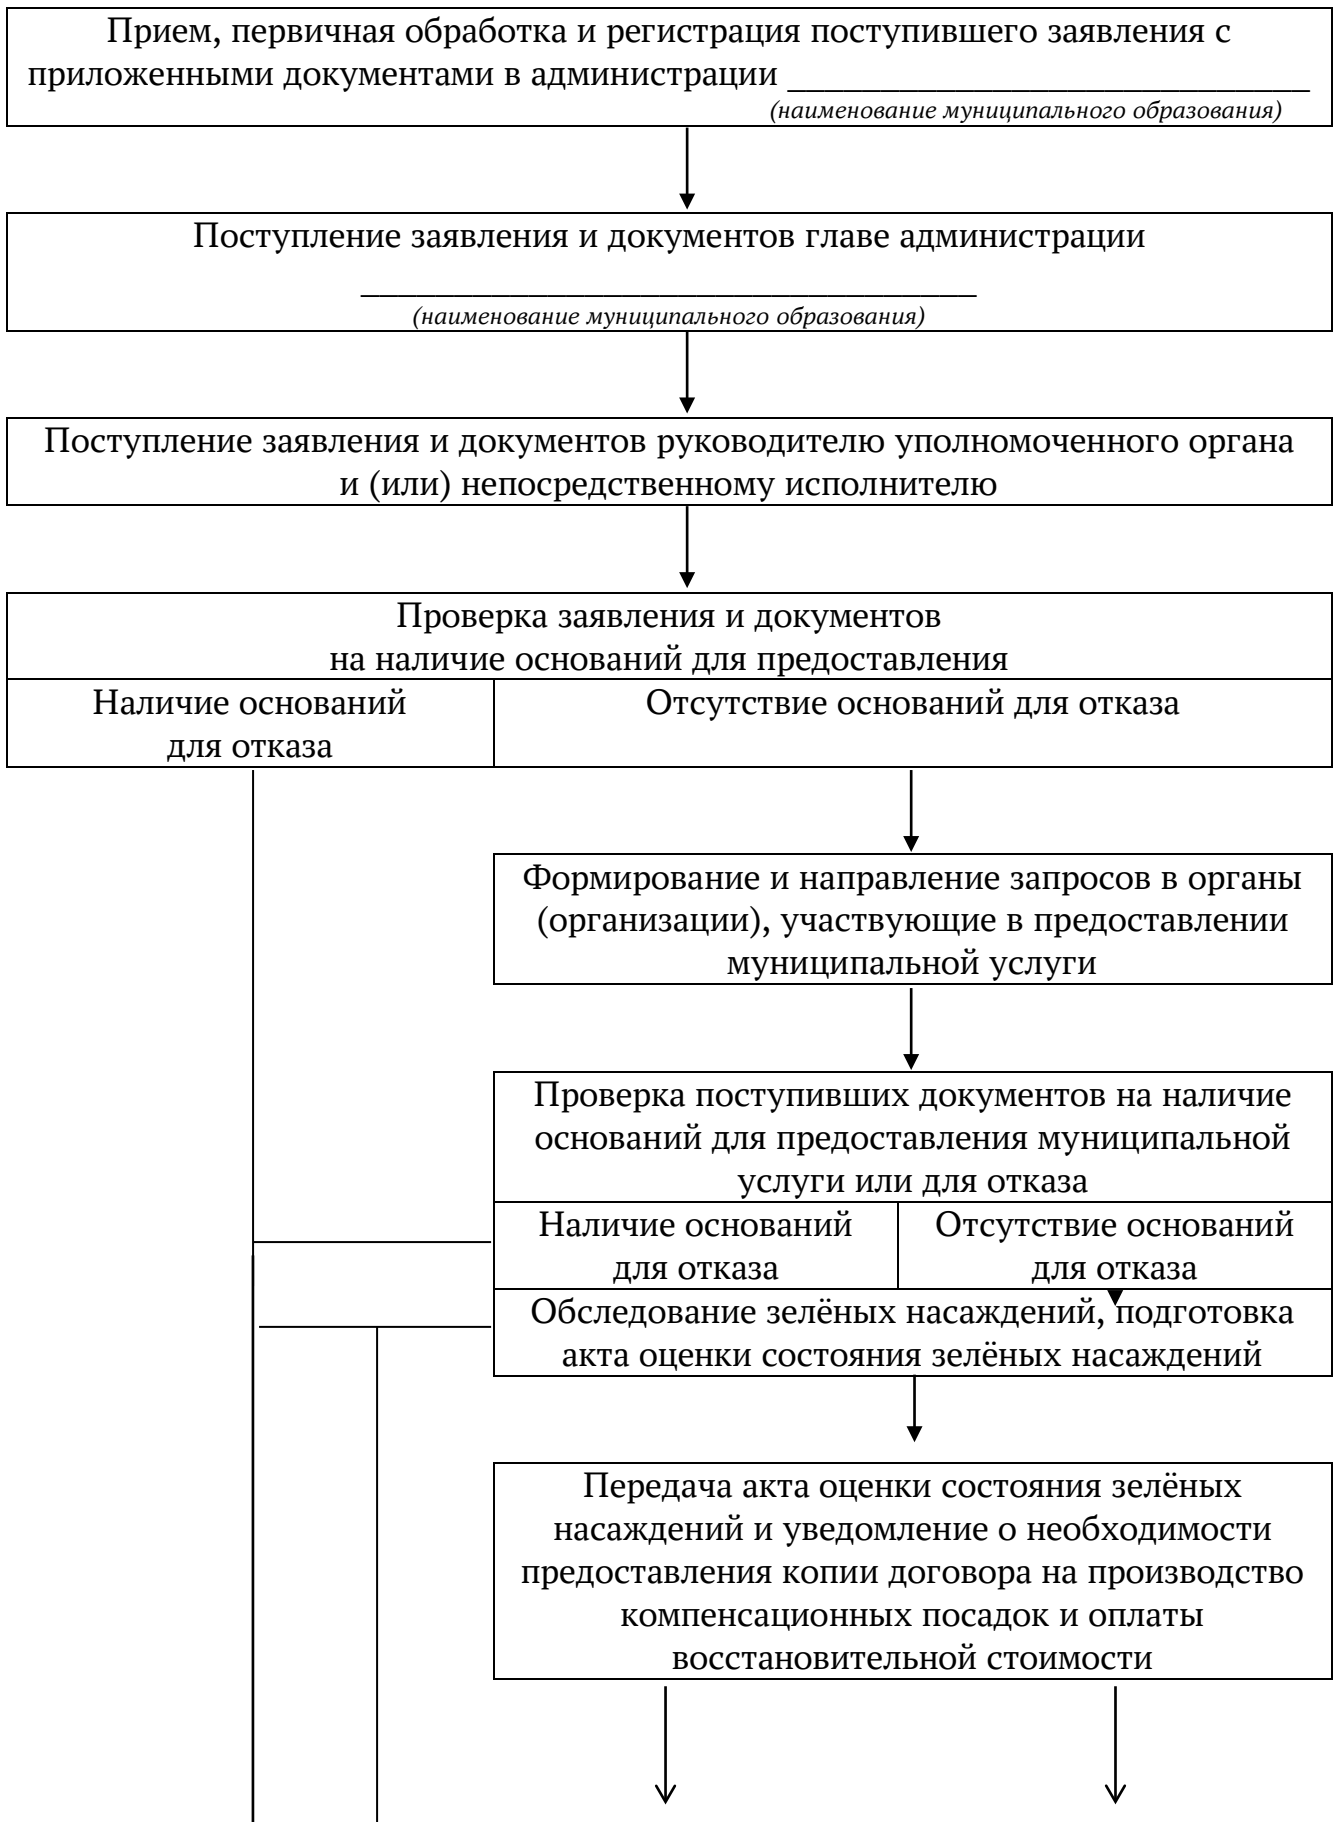 Прием, первичная обработка и регистрация поступившего заявления с
приложенными документами в администрации ____________________________
(наименование муниципального образования)
Поступление заявления и документов главе администрации
_________________________________
(наименование муниципального образования)
Поступление заявления и документов руководителю уполномоченного органа
и (или) непосредственному исполнителю
Проверка заявления и документов
на наличие оснований для предоставления
Наличие оснований
для отказа
Отсутствие оснований для отказа
Формирование и направление запросов в органы
(организации), участвующие в предоставлении
муниципальной услуги
Проверка поступивших документов на наличие
оснований для предоставления муниципальной
услуги или для отказа
Наличие оснований
для отказа
Отсутствие оснований
для отказа
Обследование зелёных насаждений, подготовка
акта оценки состояния зелёных насаждений
Передача акта оценки состояния зелёных
насаждений и уведомление о необходимости
предоставления копии договора на производство
компенсационных посадок и оплаты
восстановительной стоимости